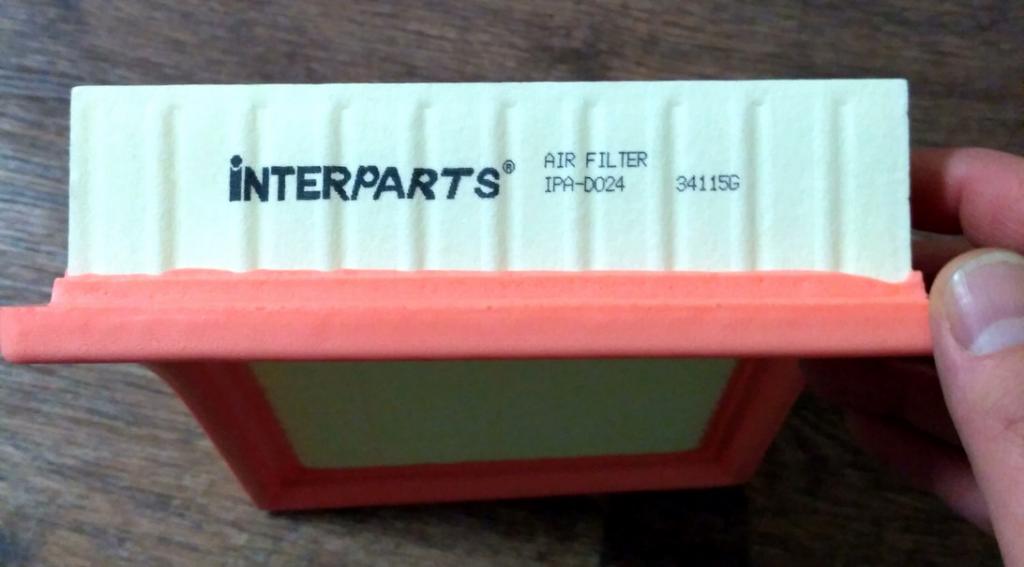 INTERPARTS®
AIR FILTER
IPA-D024 34115G